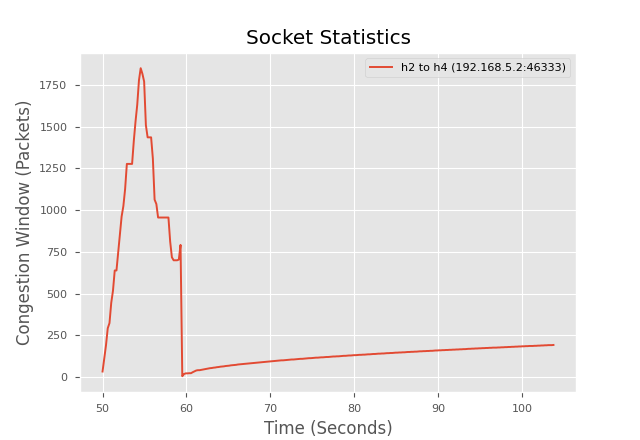 Socket Statistics
h2 to h4 (192.168.5.2:46333)
Congestion Window (Packets)
1750
1500
1250
1000
750
500
250
0
50 60 70 80 90 100
Time (Seconds)